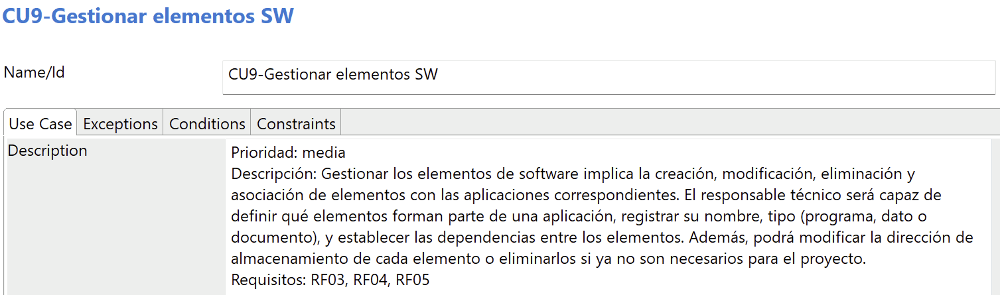 CU9-Gestionar elementos SW
Name/Id
CU9-Gestionar elementos SW
Use Case Exceptions Conditions Constraints
Description
Prioridad: media
Descripción: Gestionar los elementos de software implica la creación, modificación, eliminación y
asociación de elementos con las aplicaciones correspondientes. El responsable técnico será capaz de
definir qué elementos forman parte de una aplicación, registrar su nombre, tipo (programa, dato o
documento), y establecer las dependencias entre los elementos. Además, podrá modificar la dirección de
almacenamiento de cada elemento o eliminarlos si ya no son necesarios para el proyecto.
Requisitos: RF03, RF04, RF05